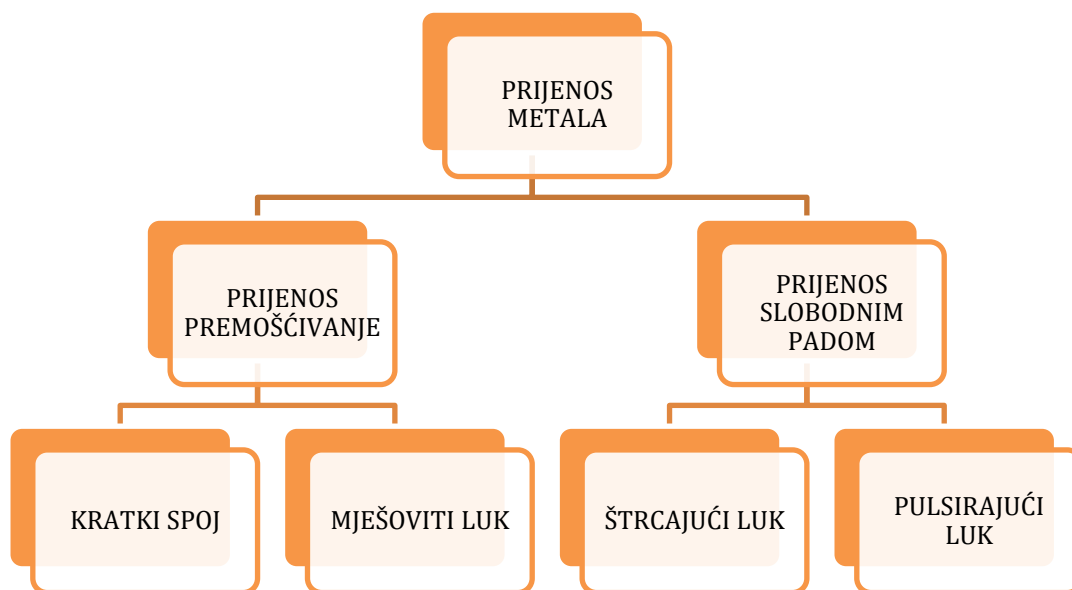 PRIJENOS
METALA
PRIJENOS
PREMOŠĆIVANJE
PRIJENOS
SLOBODNIM
PADOM
KRATKI SPOJ
MJEŠOVITI LUK
ŠTRCAJUĆI LUK
PULSIRAJUĆI
LUK